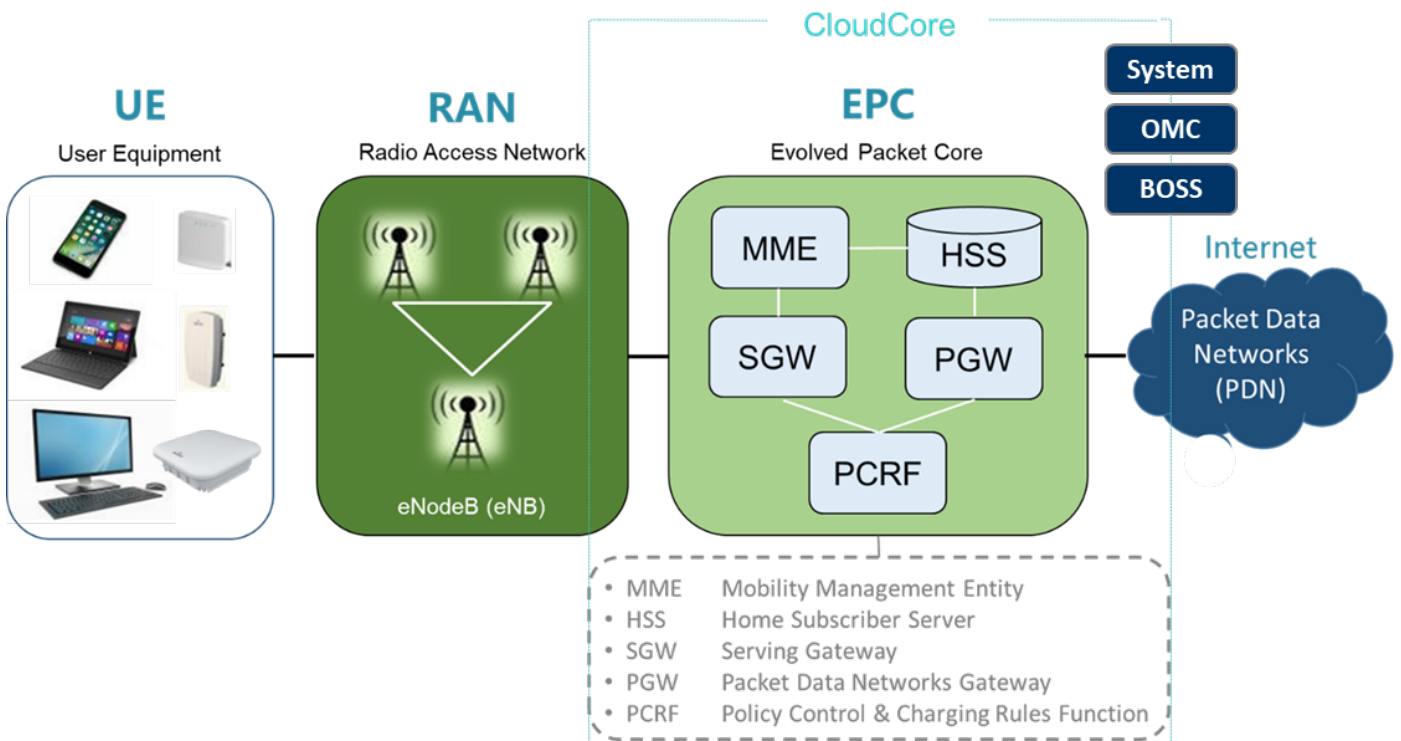 CloudCore
System
OMC
BOSS
UE
RAN
EPC
User Equipment
Radio Access Network
Evolved Packet Core
MME
HSS
SGW
PGW
PCRF
eNodeB (eNB)
Internet
Packet Data
Networks
(PDN)
• MME Mobility Management Entity
• HSS Home Subscriber Server
• SGW Serving Gateway
• PGW Packet Data Networks Gateway
• PCRF Policy Control & Charging Rules Function